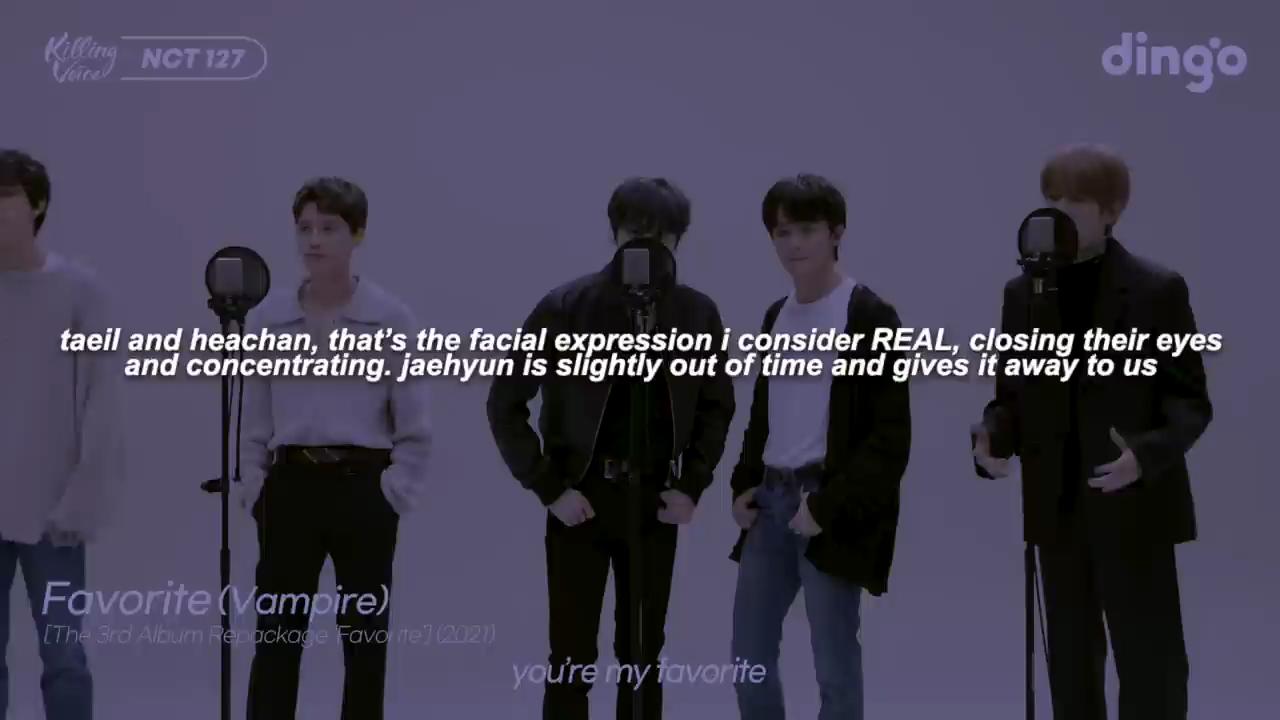 Killing
Voice
NCT 127
dingo
taeil and heachan, that's the facial expression i consider REAL, closing their eyes
and concentrating. jaehyun is slightly out of time and gives it away to us
Favorite (Vampire)
[The 3rd Album Repackage 'Favorite'] (2021)
you're my favorite